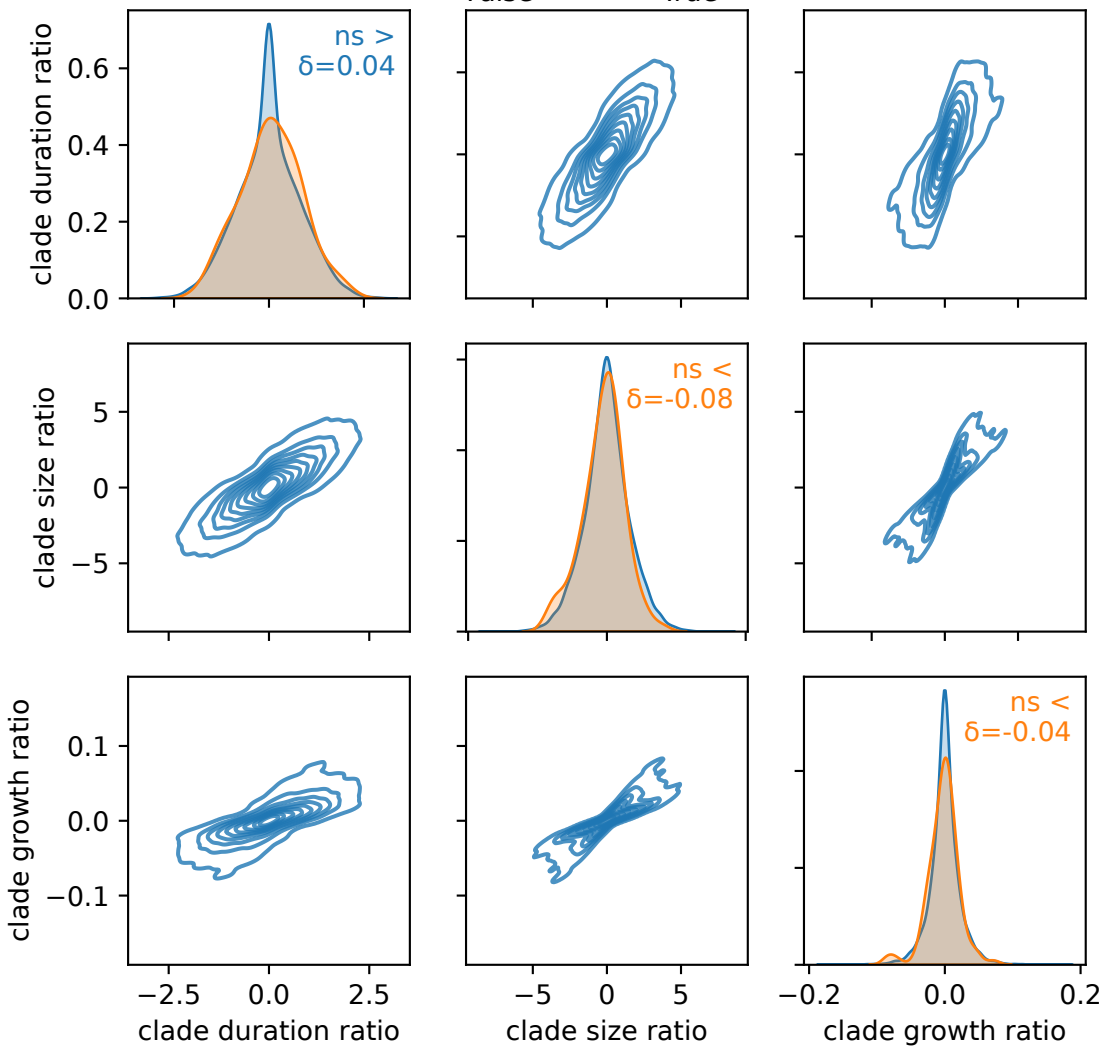 clade duration ratio
0.6
0.4
0.2
0.0
ns >
δ=0.04
clade size ratio
5
0
−5
ns <
δ=-0.08
clade growth ratio
0.1
0.0
−0.1
ns <
δ=-0.04
−2.5
0.0
2.5
−5
0
5
−0.2
0.0
0.2
clade duration ratio
clade size ratio
clade growth ratio